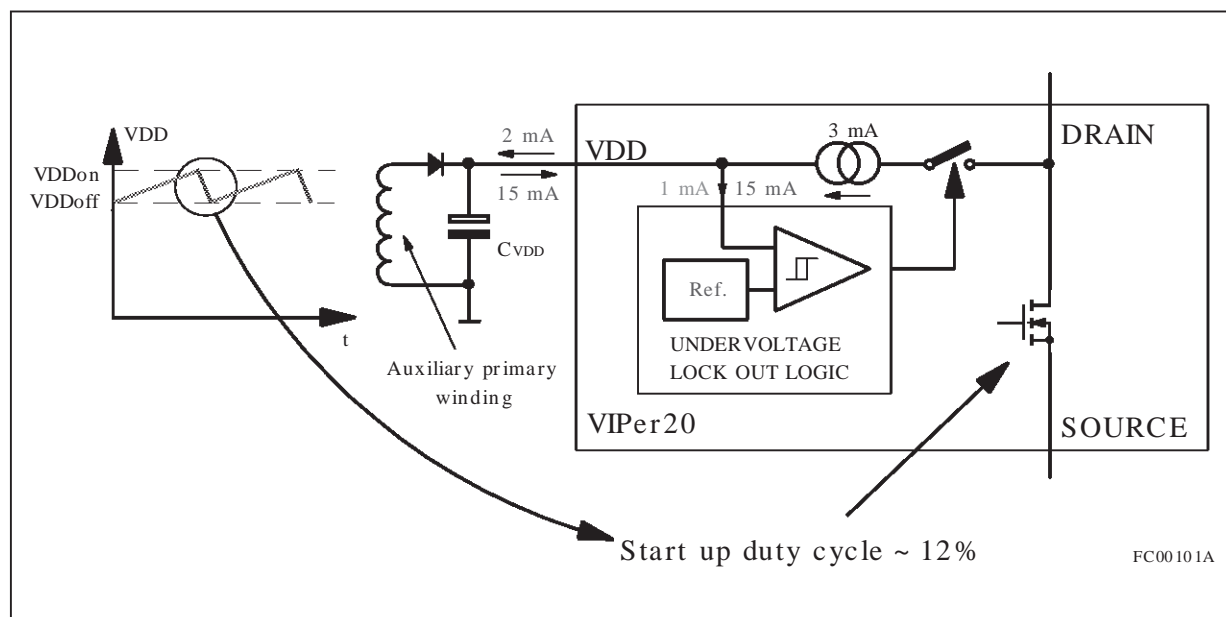 VDD
VDDon
VDDoff
t
2 mA
15 mA
CVDD
Auxiliary primary
winding
VDD
3 mA
1 mA 15 mA
Ref.
UNDERVOLTAGE
LOCK OUT LOGIC
VIPer20
DRAIN
SOURCE
Start up duty cycle ~ 12%
FC00101A